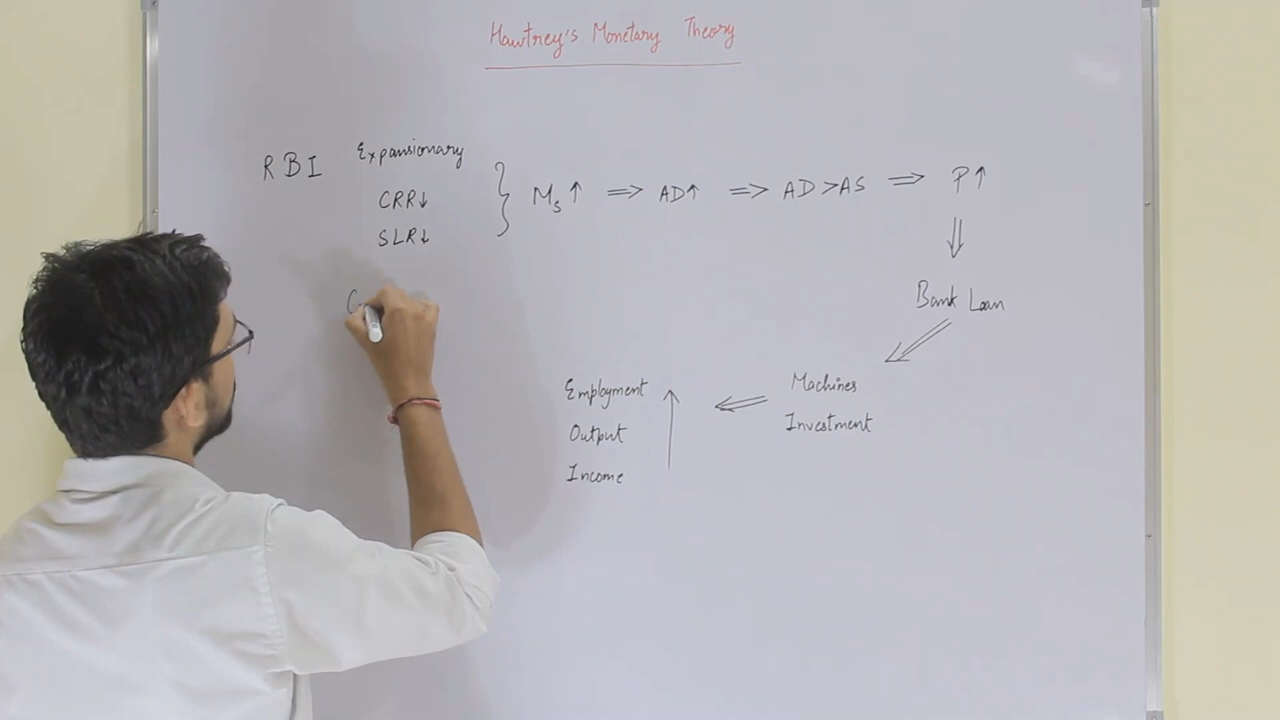 Hawtrey's Monetary Theory
RBI Expansionary
CRR↓
SLR↓
} Ms↑ ⇒ AD↑ ⇒ AD>AS ⇒ P↑
⇓
Bank Loan
Machines
Investment
Employment
Output
Income